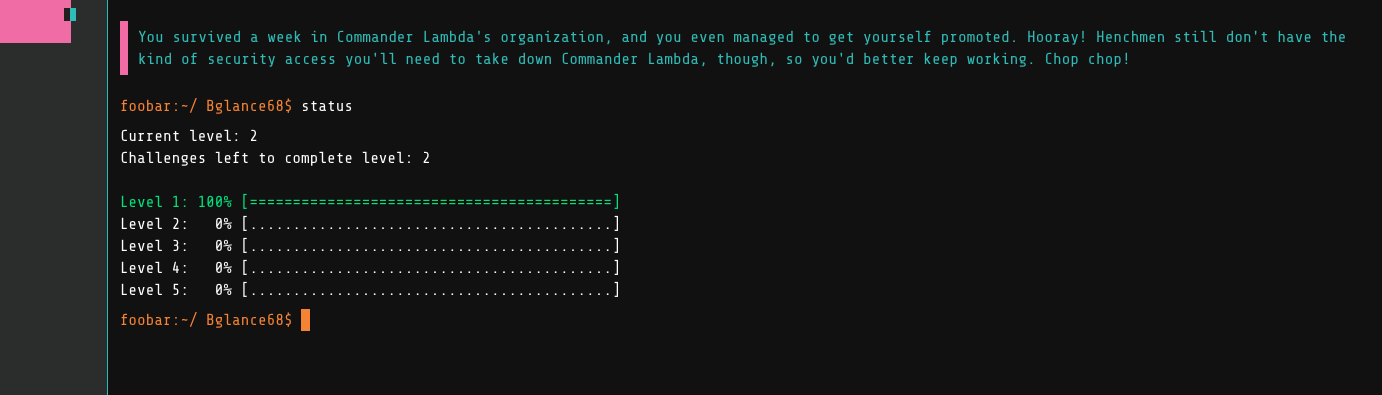 You survived a week in Commander Lambda's organization, and you even managed to get yourself promoted. Hooray! Henchmen still don't have the
kind of security access you'll need to take down Commander Lambda, though, so you'd better keep working. Chop chop!
foobar:~/ Bglance68$ status
Current level: 2
Challenges left to complete level: 2
Level 1: 100% [==========================================]
Level 2:   0% [..........................................]
Level 3:   0% [..........................................]
Level 4:   0% [..........................................]
Level 5:   0% [..........................................]
foobar:~/ Bglance68$